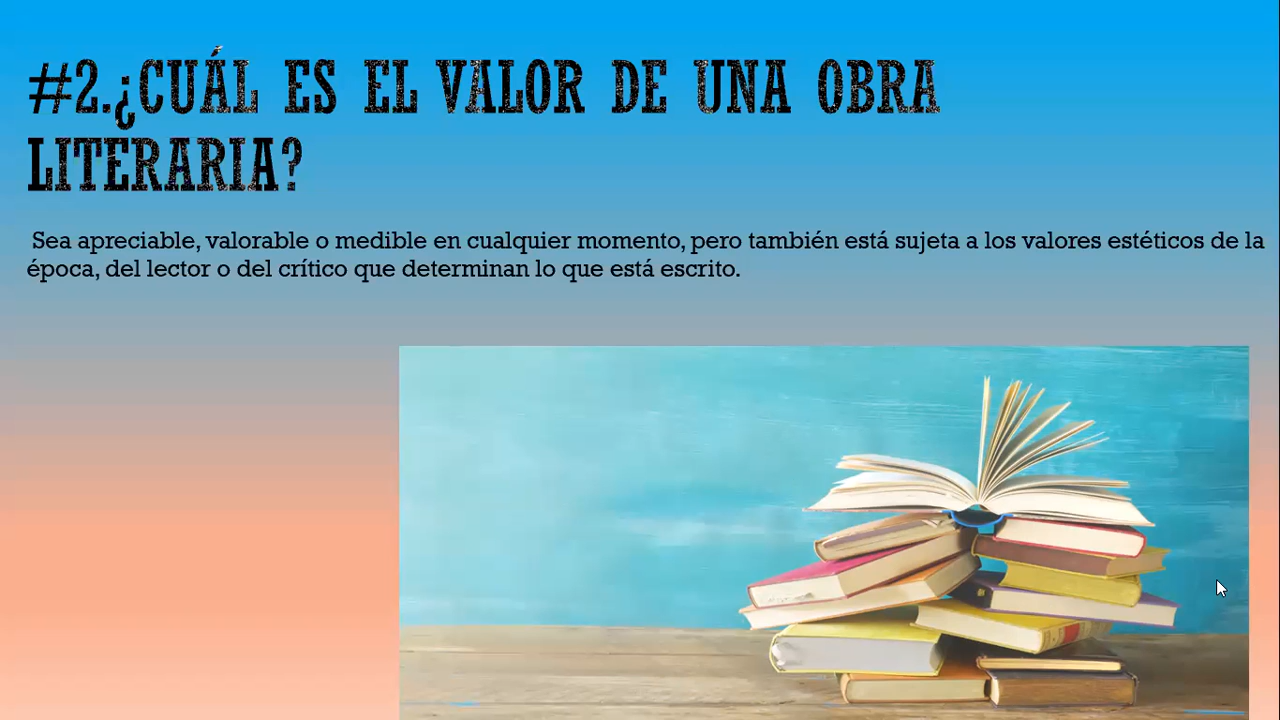 #2.¿CUÁL ES EL VALOR DE UNA OBRA
LITERARIA?
Sea apreciable, valorable o medible en cualquier momento, pero también está sujeta a los valores estéticos de la
época, del lector o del crítico que determinan lo que está escrito.